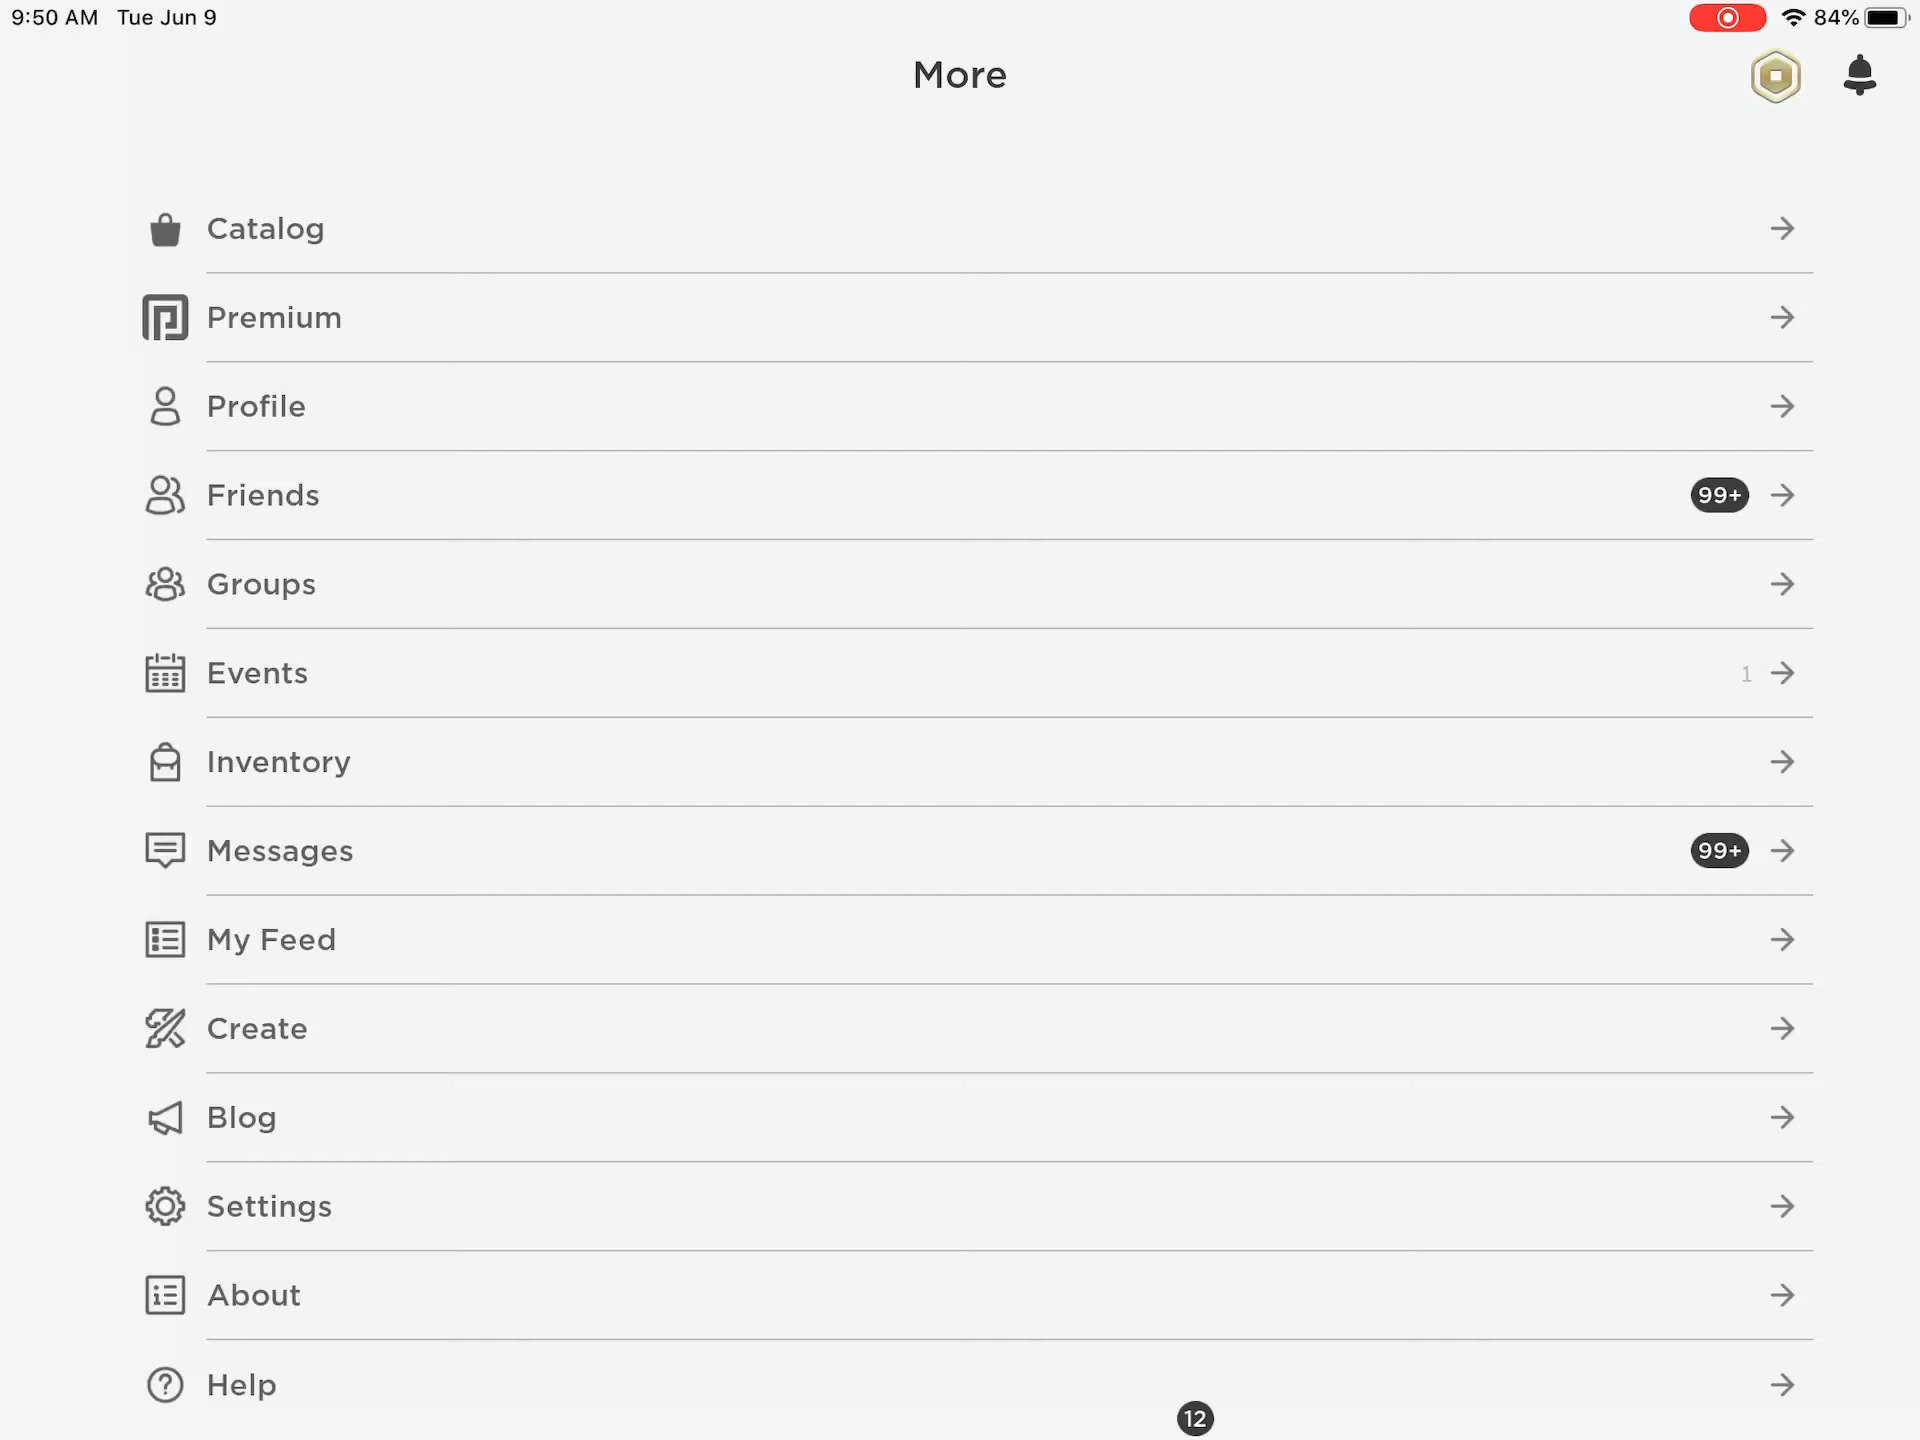 9:50 AM Tue Jun 9
84%
More
Catalog
Premium
Profile
Friends 99+
Groups
Events 1
Inventory
Messages 99+
My Feed
Create
Blog
Settings
About
Help
12